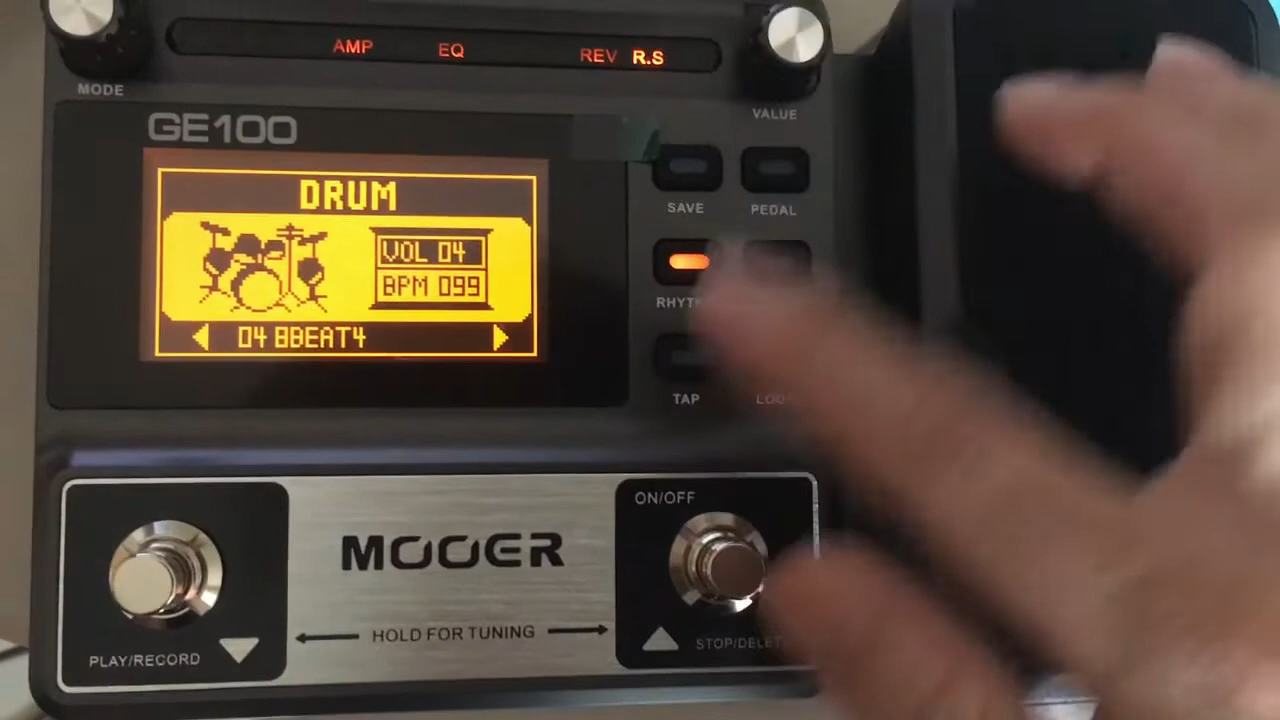 AMP EQ REV R.S
MODE
VALUE
GE100
DRUM
VOL 04
BPM 099
04 8BEAT4
SAVE PEDAL
TAP
ON/OFF
MOOER
HOLD FOR TUNING
PLAY/RECORD